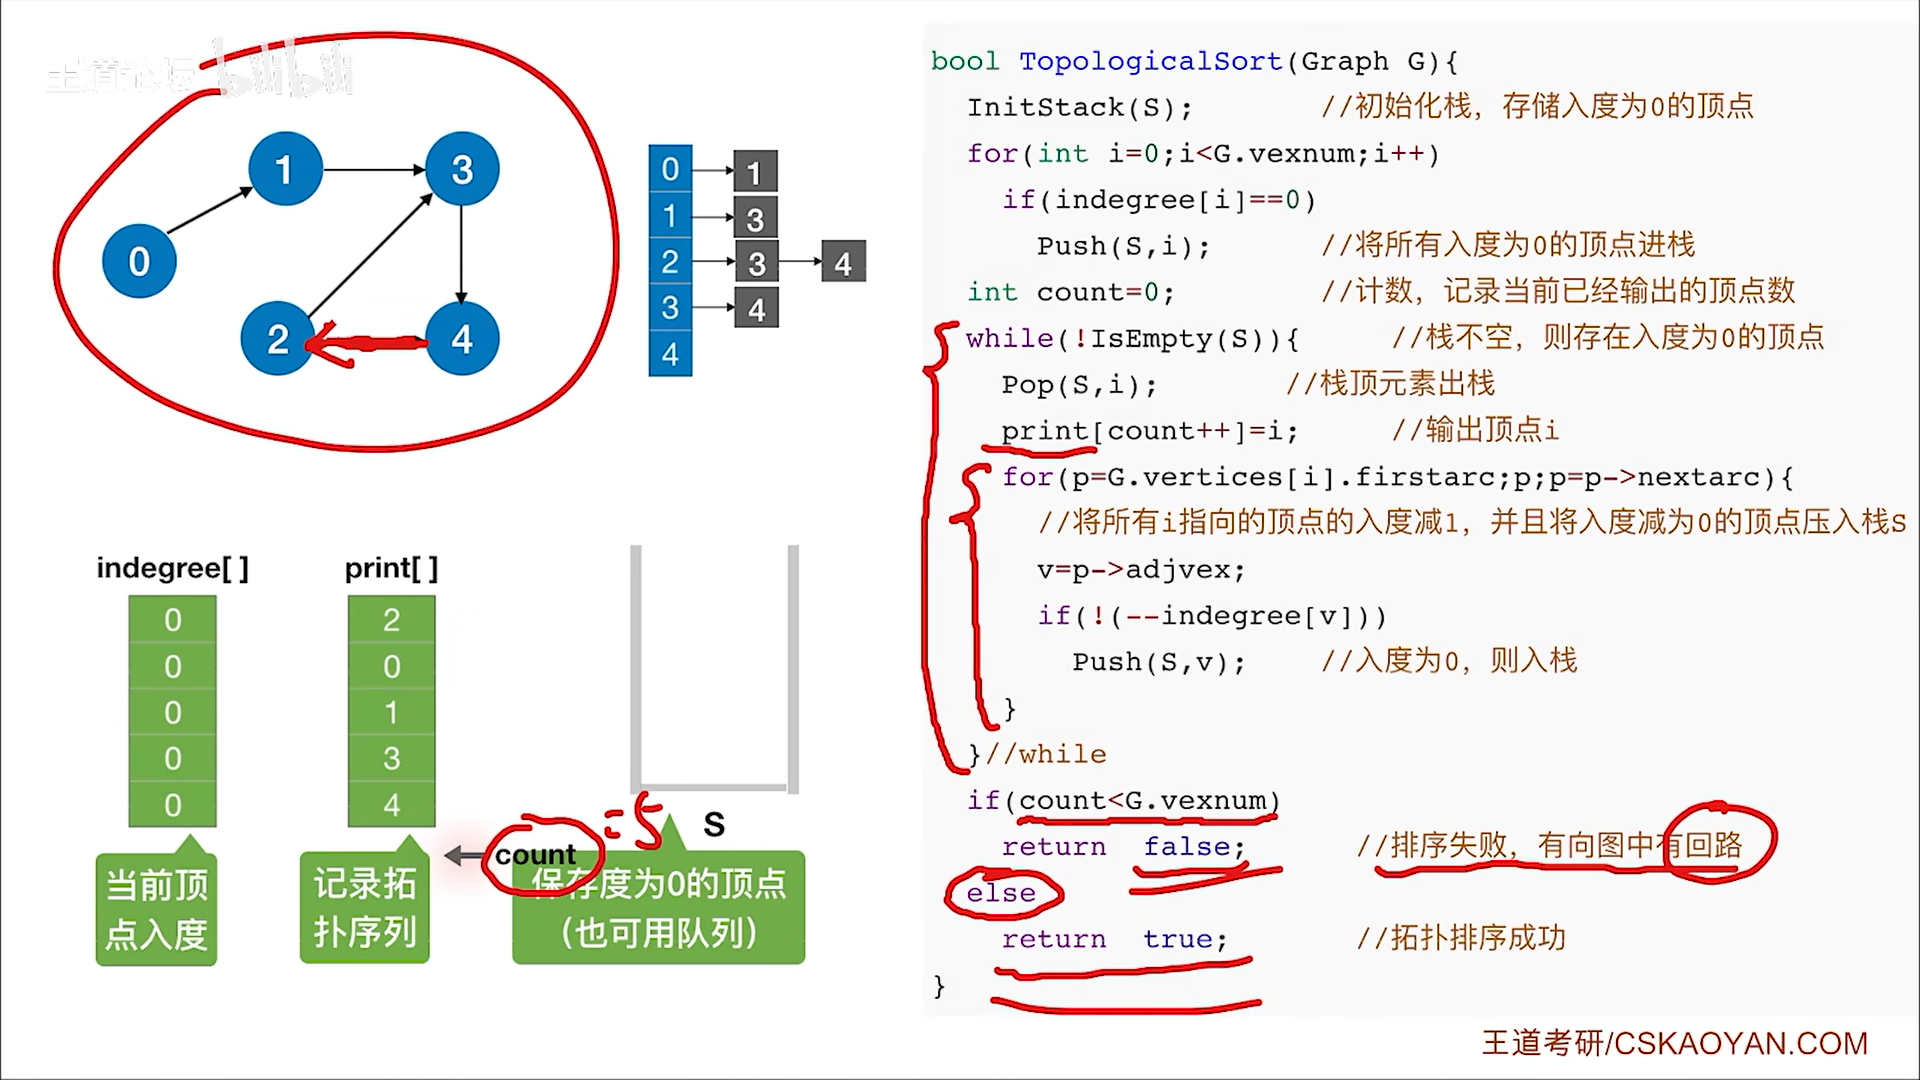 王道论坛 bilibili
1
3
0
2
4
0 1
1 3
2 3 4
3 4
4
indegree[ ]
0
0
0
0
0
当前顶
点入度
print[ ]
2
0
1
3
4
记录拓
扑序列
count =5
S
保存度为0的顶点
（也可用队列）
bool TopologicalSort(Graph G){
InitStack(S); //初始化栈，存储入度为0的顶点
for(int i=0;i<G.vexnum;i++)
if(indegree[i]==0)
Push(S,i); //将所有入度为0的顶点进栈
int count=0; //计数，记录当前已经输出的顶点数
while(!IsEmpty(S)){ //栈不空，则存在入度为0的顶点
Pop(S,i); //栈顶元素出栈
print[count++]=i; //输出顶点i
for(p=G.vertices[i].firstarc;p;p=p->nextarc){
//将所有i指向的顶点的入度减1，并且将入度减为0的顶点压入栈S
v=p->adjvex;
if(!(--indegree[v]))
Push(S,v); //入度为0，则入栈
}
}//while
if(count<G.vexnum)
return false; //排序失败，有向图中有回路
else
return true; //拓扑排序成功
}
王道考研/CSKAOYAN.COM